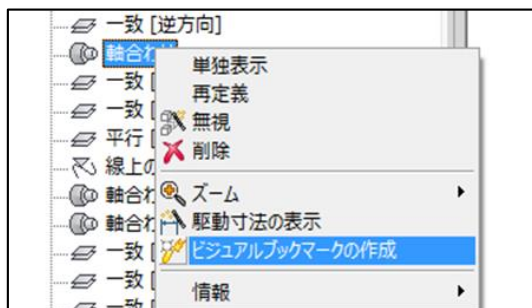 一致 [逆方向]
軸合わ
単独表示
一致 [
再定義
一致 [
無視
平行 [
削除
線上の
軸合わ
ズーム
軸合わ
駆動寸法の表示
一致 [
ビジュアルブックマークの作成
一致 [
情報